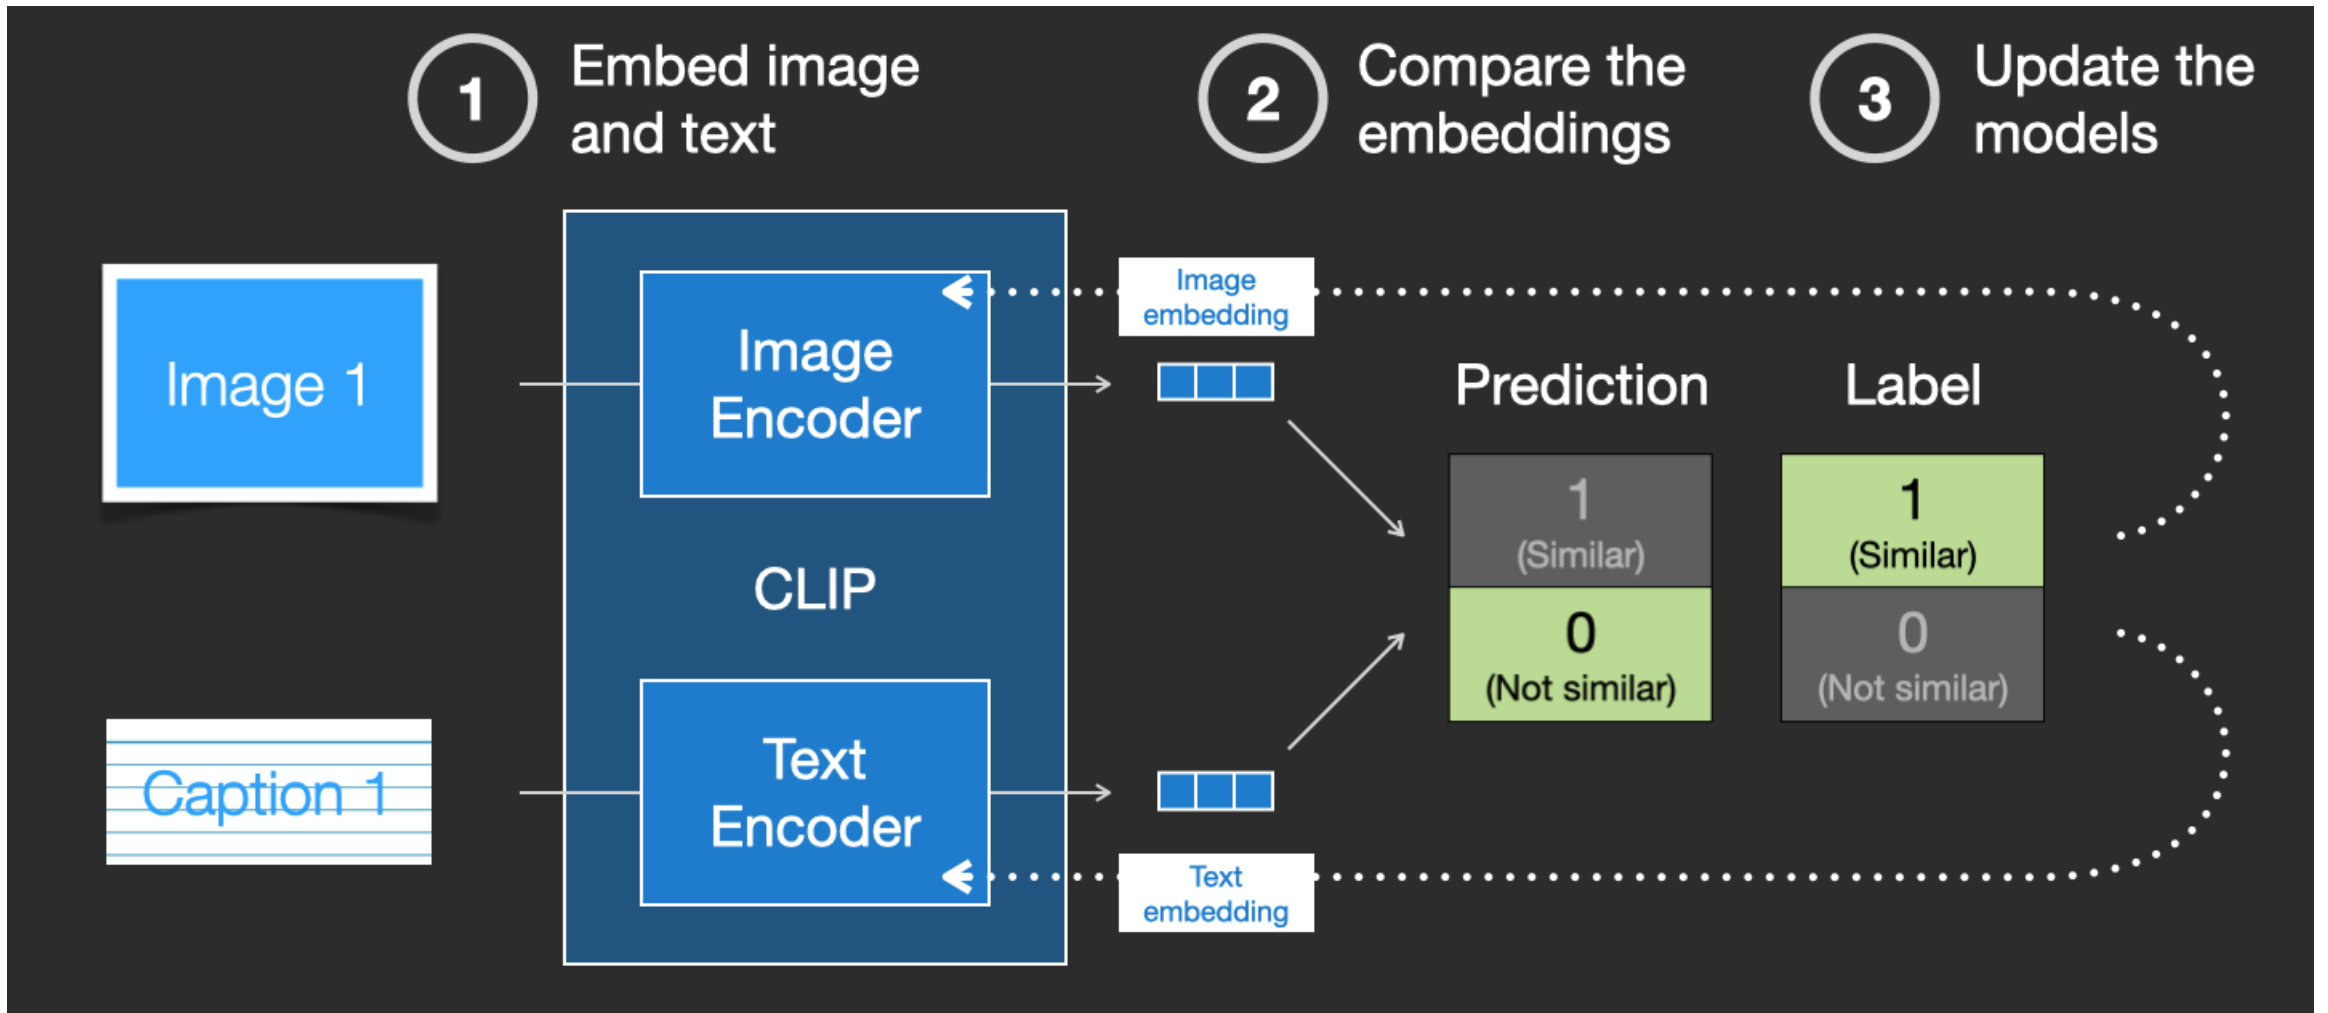 1
Embed image
and text
2
Compare the
embeddings
3
Update the
models
Image 1
Image
Encoder
CLIP
Caption 1
Text
Encoder
Image
embedding
Text
embedding
Prediction
1
(Similar)
0
(Not similar)
Label
1
(Similar)
0
(Not similar)